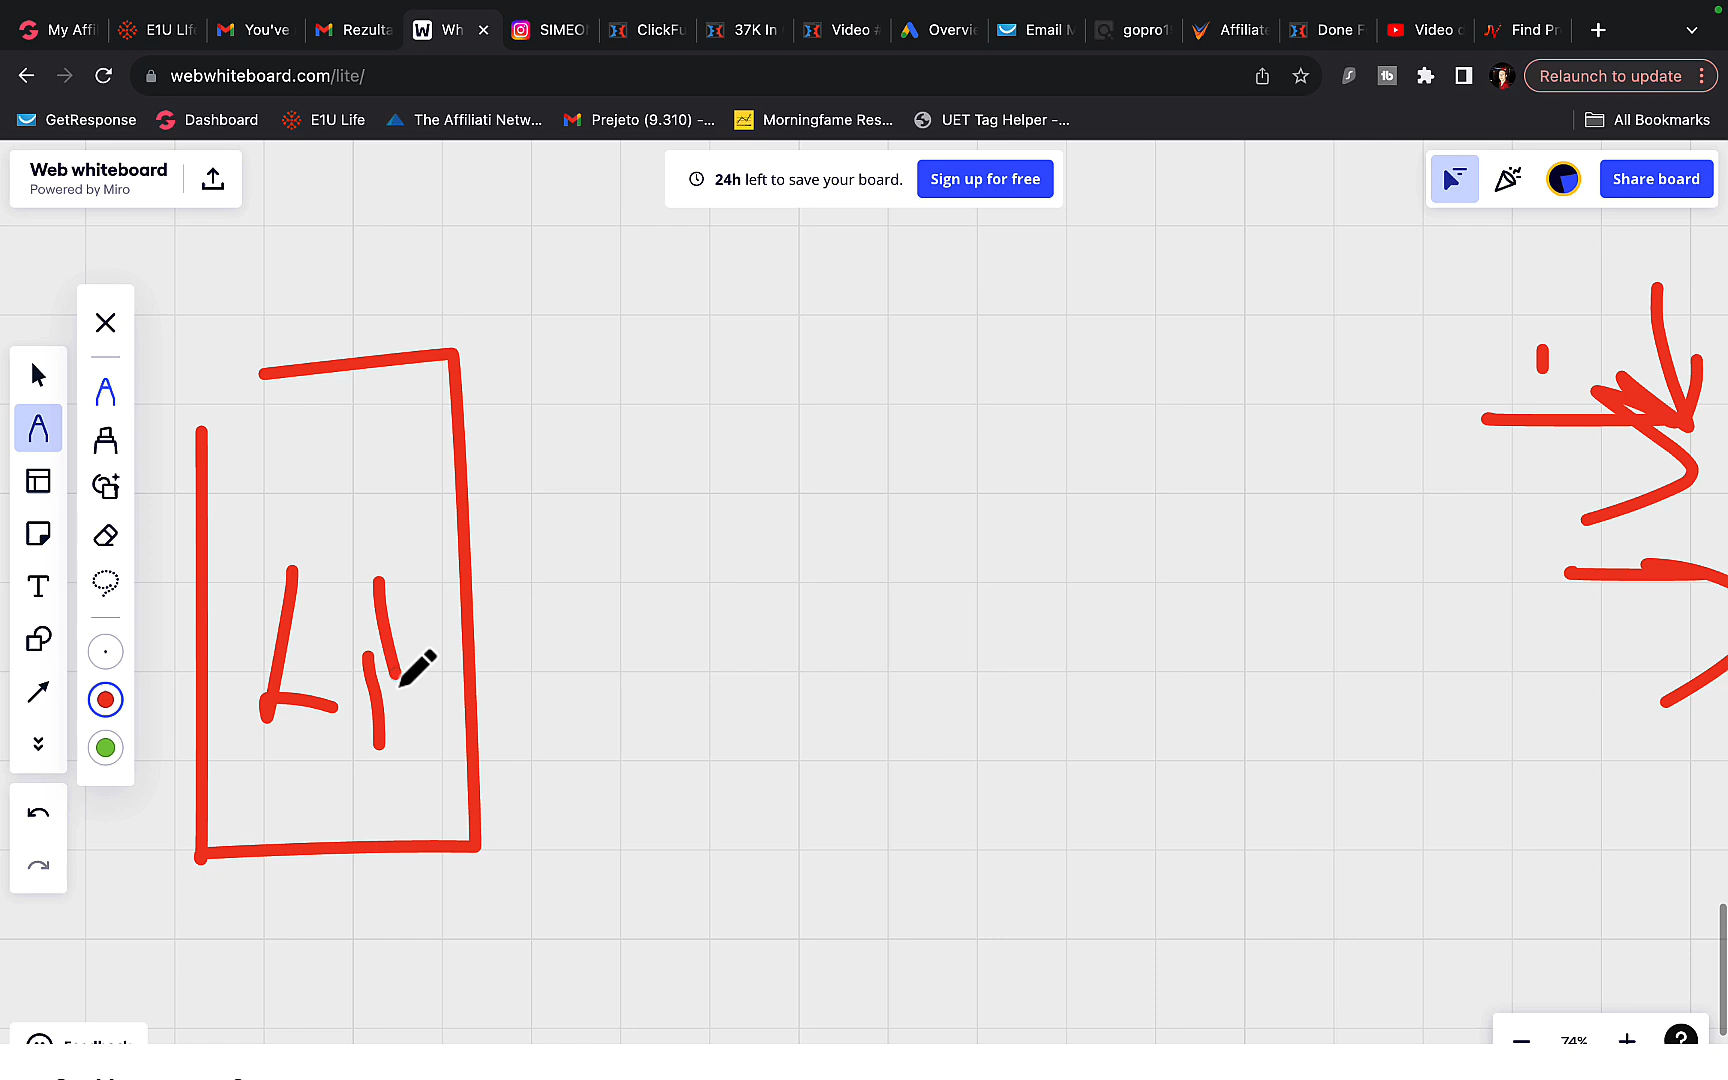 My Affil
E1U Life
You've
Rezulta
Wh
SIMEO
ClickFu
37K In
Video #
Overvie
Email M
gopro1
Affiliate
Done F
Video d
Find Pr
webwhiteboard.com/lite/
Relaunch to update
GetResponse
Dashboard
E1U Life
The Affiliati Netw...
Prejeto (9.310) -...
Morningfame Res...
UET Tag Helper -...
All Bookmarks
Web whiteboard
Powered by Miro
24h left to save your board.
Sign up for free
Share board
T
74%
?